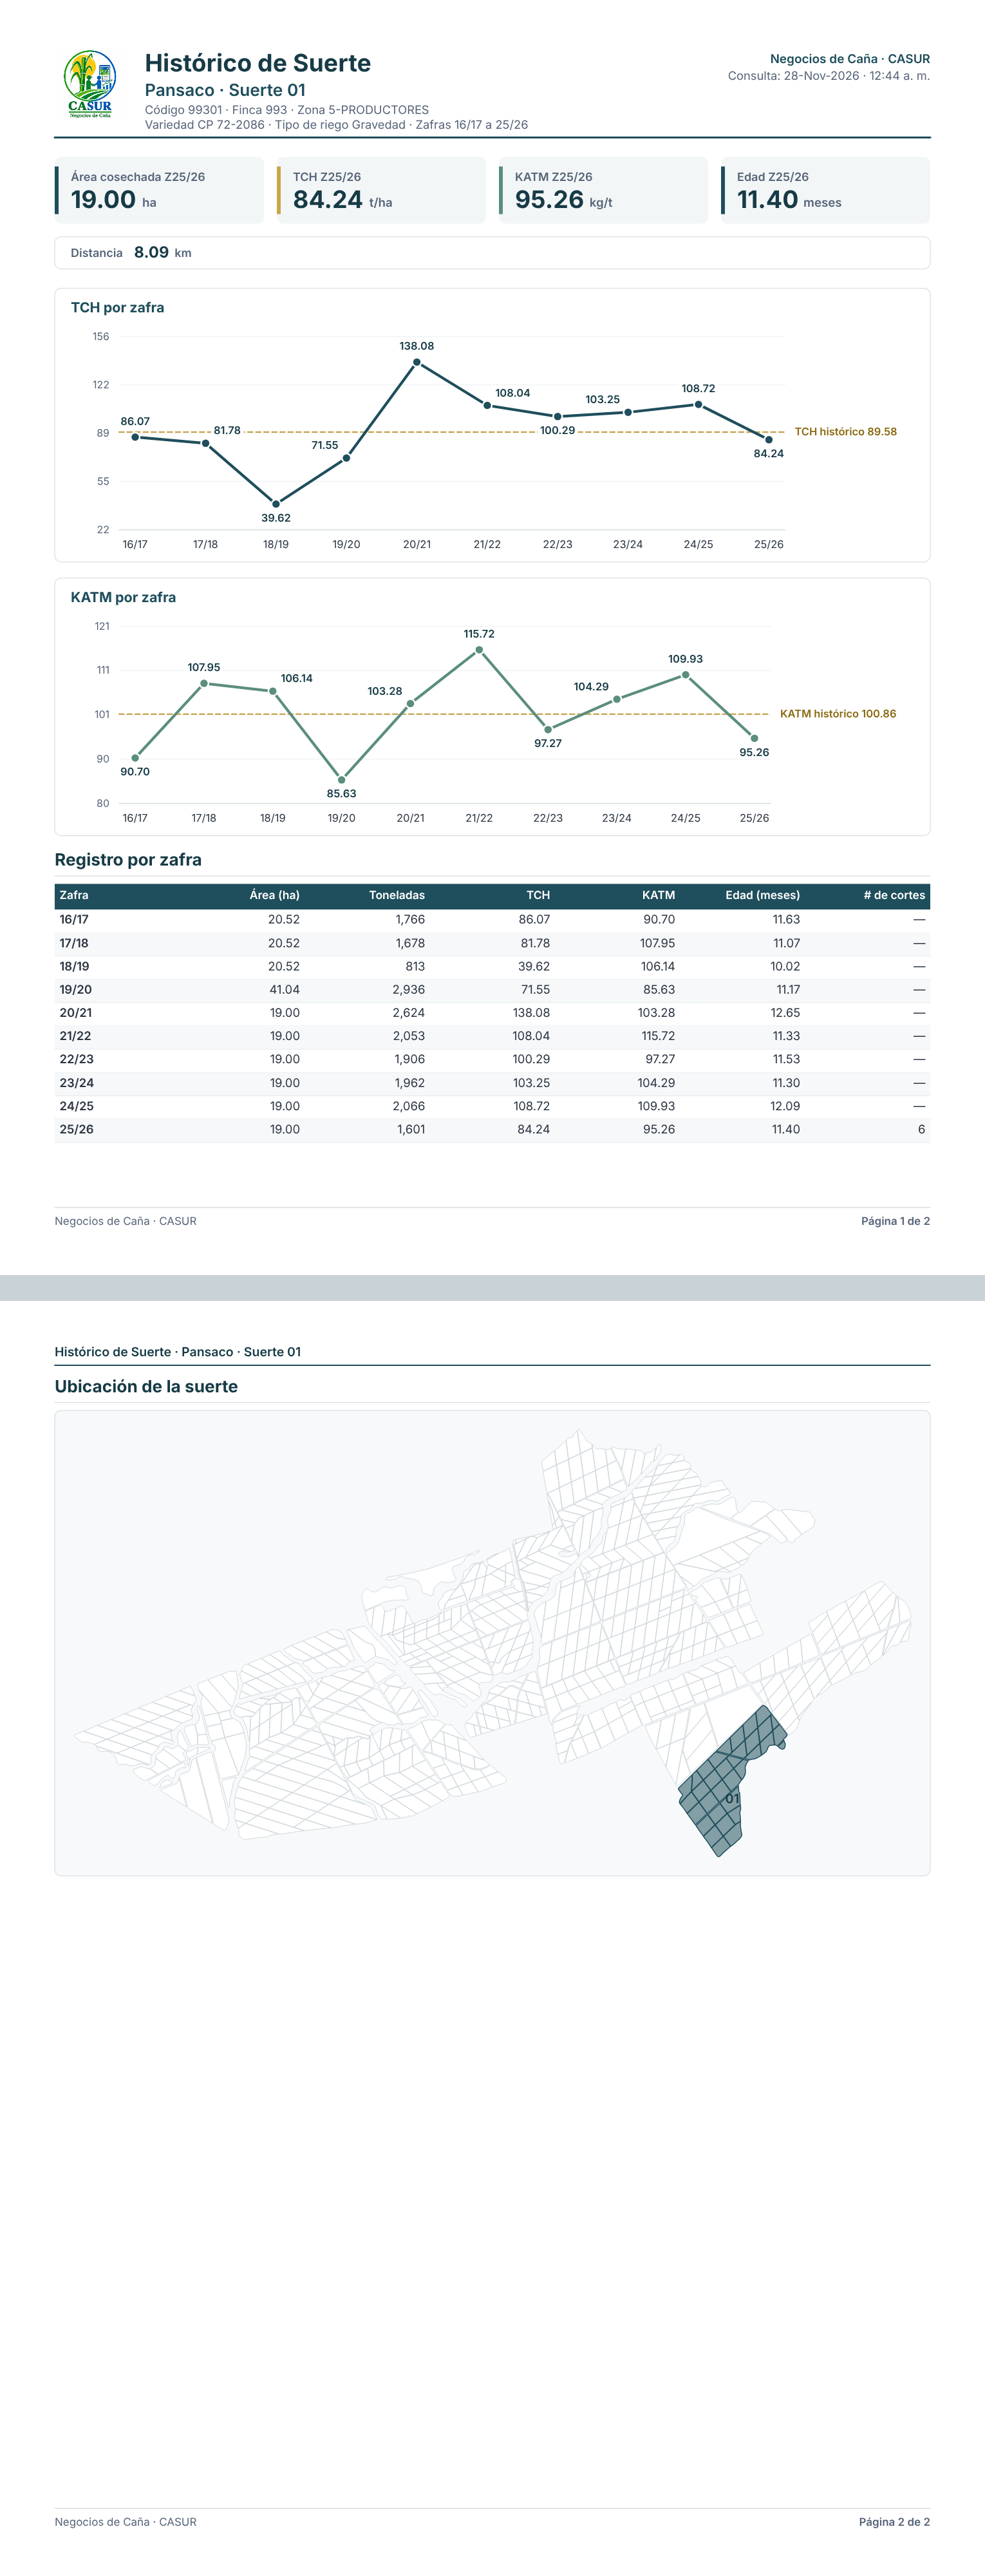 CASUR
Negocios de Caña
Histórico de Suerte
Pansaco · Suerte 01
Código 99301 · Finca 993 · Zona 5-PRODUCTORES
Variedad CP 72-2086 · Tipo de riego Gravedad · Zafras 16/17 a 25/26
Negocios de Caña · CASUR
Consulta: 28-Nov-2026 · 12:44 a. m.
Área cosechada Z25/26
19.00 ha
TCH Z25/26
84.24 t/ha
KATM Z25/26
95.26 kg/t
Edad Z25/26
11.40 meses
Distancia 8.09 km
TCH por zafra
156
122
89
55
22
86.07
81.78
39.62
71.55
138.08
108.04
100.29
103.25
108.72
84.24
TCH histórico 89.58
16/17 17/18 18/19 19/20 20/21 21/22 22/23 23/24 24/25 25/26
KATM por zafra
121
111
101
90
80
90.70
107.95
106.14
85.63
103.28
115.72
97.27
104.29
109.93
95.26
KATM histórico 100.86
16/17 17/18 18/19 19/20 20/21 21/22 22/23 23/24 24/25 25/26
Registro por zafra
Zafra Área (ha) Toneladas TCH KATM Edad (meses) # de cortes
16/17 20.52 1,766 86.07 90.70 11.63 —
17/18 20.52 1,678 81.78 107.95 11.07 —
18/19 20.52 813 39.62 106.14 10.02 —
19/20 41.04 2,936 71.55 85.63 11.17 —
20/21 19.00 2,624 138.08 103.28 12.65 —
21/22 19.00 2,053 108.04 115.72 11.33 —
22/23 19.00 1,906 100.29 97.27 11.53 —
23/24 19.00 1,962 103.25 104.29 11.30 —
24/25 19.00 2,066 108.72 109.93 12.09 —
25/26 19.00 1,601 84.24 95.26 11.40 6
Negocios de Caña · CASUR
Página 1 de 2
Histórico de Suerte · Pansaco · Suerte 01
Ubicación de la suerte
01
Negocios de Caña · CASUR
Página 2 de 2